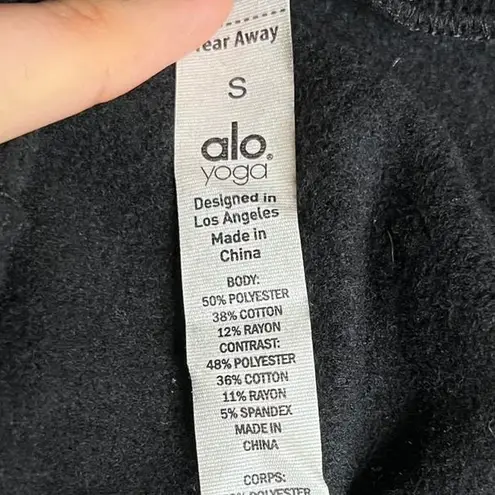 Away
S
alo®
yoga
Designed in
Los Angeles
Made in
China
BODY:
50% POLYESTER
38% COTTON
12% RAYON
CONTRAST:
48% POLYESTER
36% COTTON
11% RAYON
5% SPANDEX
MADE IN
CHINA
CORPS:
POLYESTER